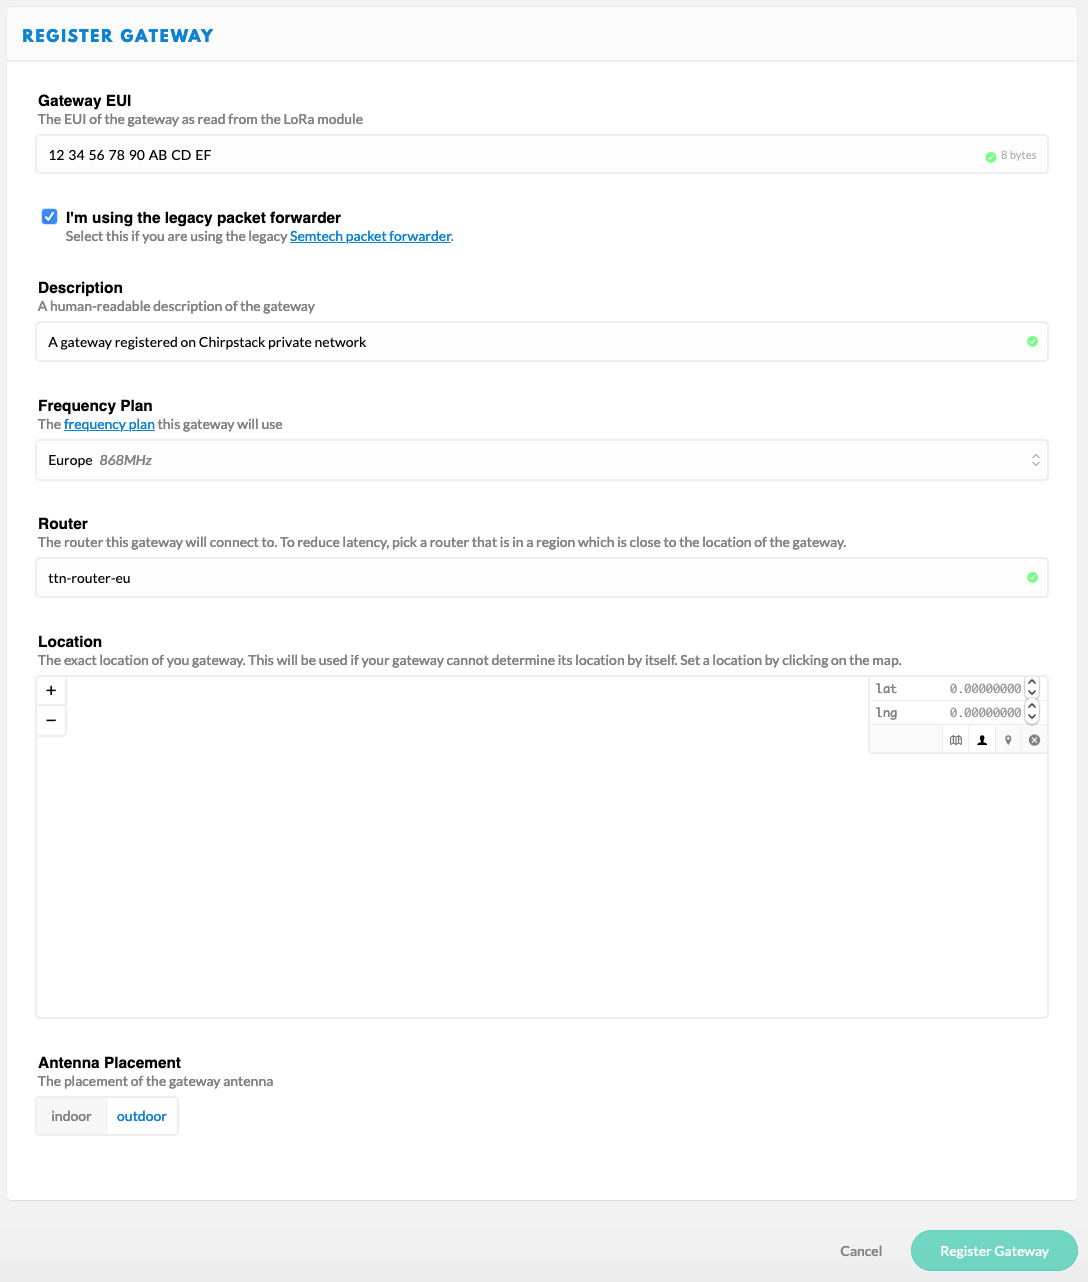 REGISTER GATEWAY
Gateway EUI
The EUI of the gateway as read from the LoRa module
12 34 56 78 90 AB CD EF
8 bytes
I'm using the legacy packet forwarder
Select this if you are using the legacy Semtech packet forwarder.
Description
A human-readable description of the gateway
A gateway registered on Chirpstack private network
Frequency Plan
The frequency plan this gateway will use
Europe 868MHz
Router
The router this gateway will connect to. To reduce latency, pick a router that is in a region which is close to the location of the gateway.
ttn-router-eu
Location
The exact location of you gateway. This will be used if your gateway cannot determine its location by itself. Set a location by clicking on the map.
+
−
lat 0.00000000
lng 0.00000000
Antenna Placement
The placement of the gateway antenna
indoor outdoor
Cancel Register Gateway